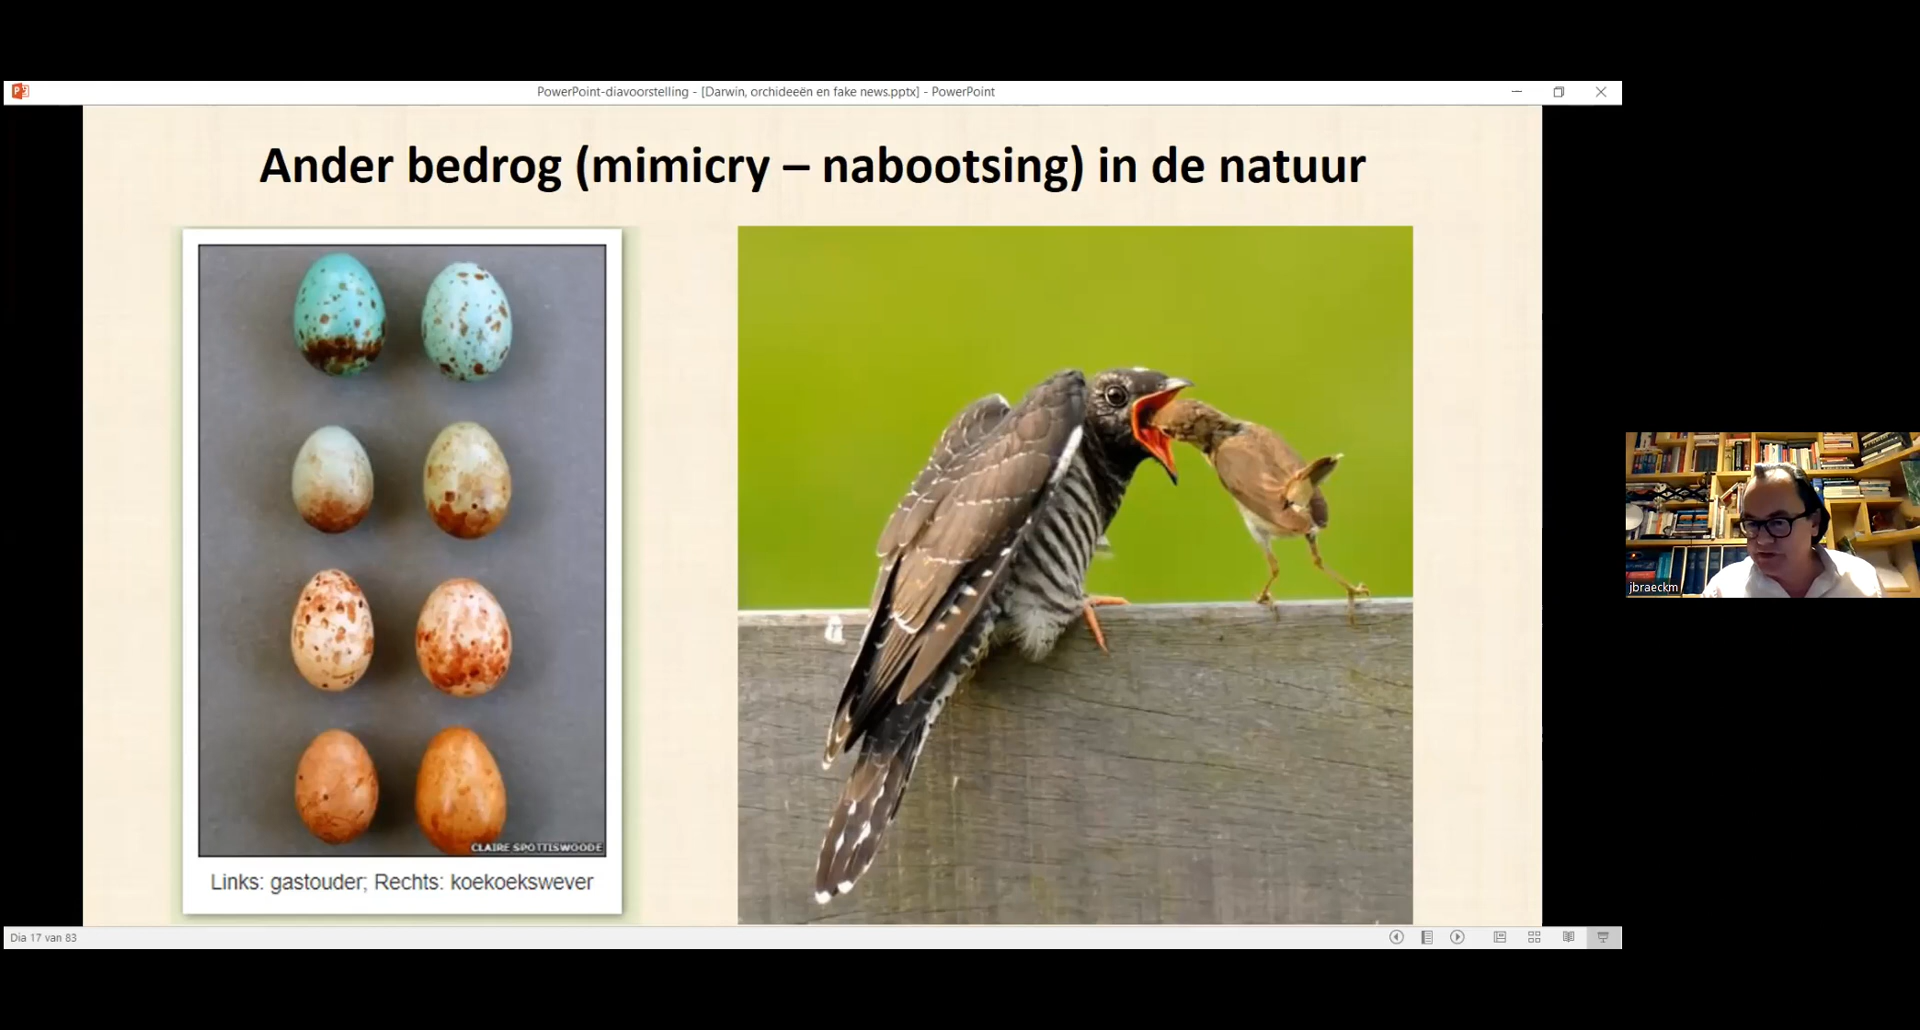 PowerPoint-diavoorstelling - [Darwin, orchideeën en fake news.pptx] - PowerPoint
Ander bedrog (mimicry – nabootsing) in de natuur
CLAIRE SPOTTISWOODE
Links: gastouder; Rechts: koekoekswever
jbraeckm
Dia 17 van 83